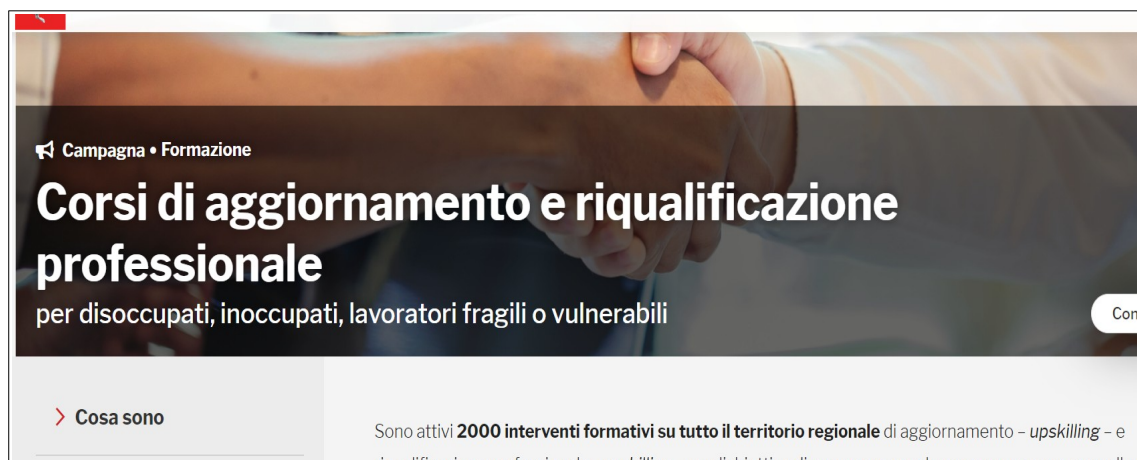 Campagna • Formazione
Corsi di aggiornamento e riqualificazione
professionale
per disoccupati, inoccupati, lavoratori fragili o vulnerabili
Cosa sono
Sono attivi 2000 interventi formativi su tutto il territorio regionale di aggiornamento – upskilling – e